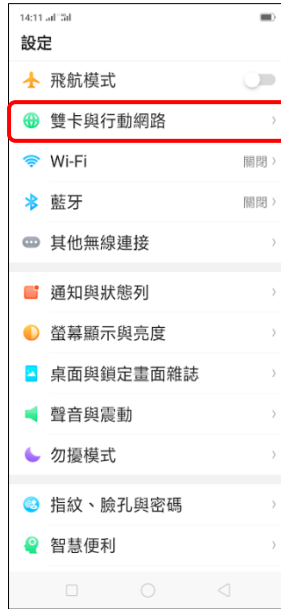 14:11
設定
飛航模式
雙卡與行動網路
Wi-Fi 關閉
藍牙 關閉
其他無線連接
通知與狀態列
螢幕顯示與亮度
桌面與鎖定畫面雜誌
聲音與震動
勿擾模式
指紋、臉孔與密碼
智慧便利